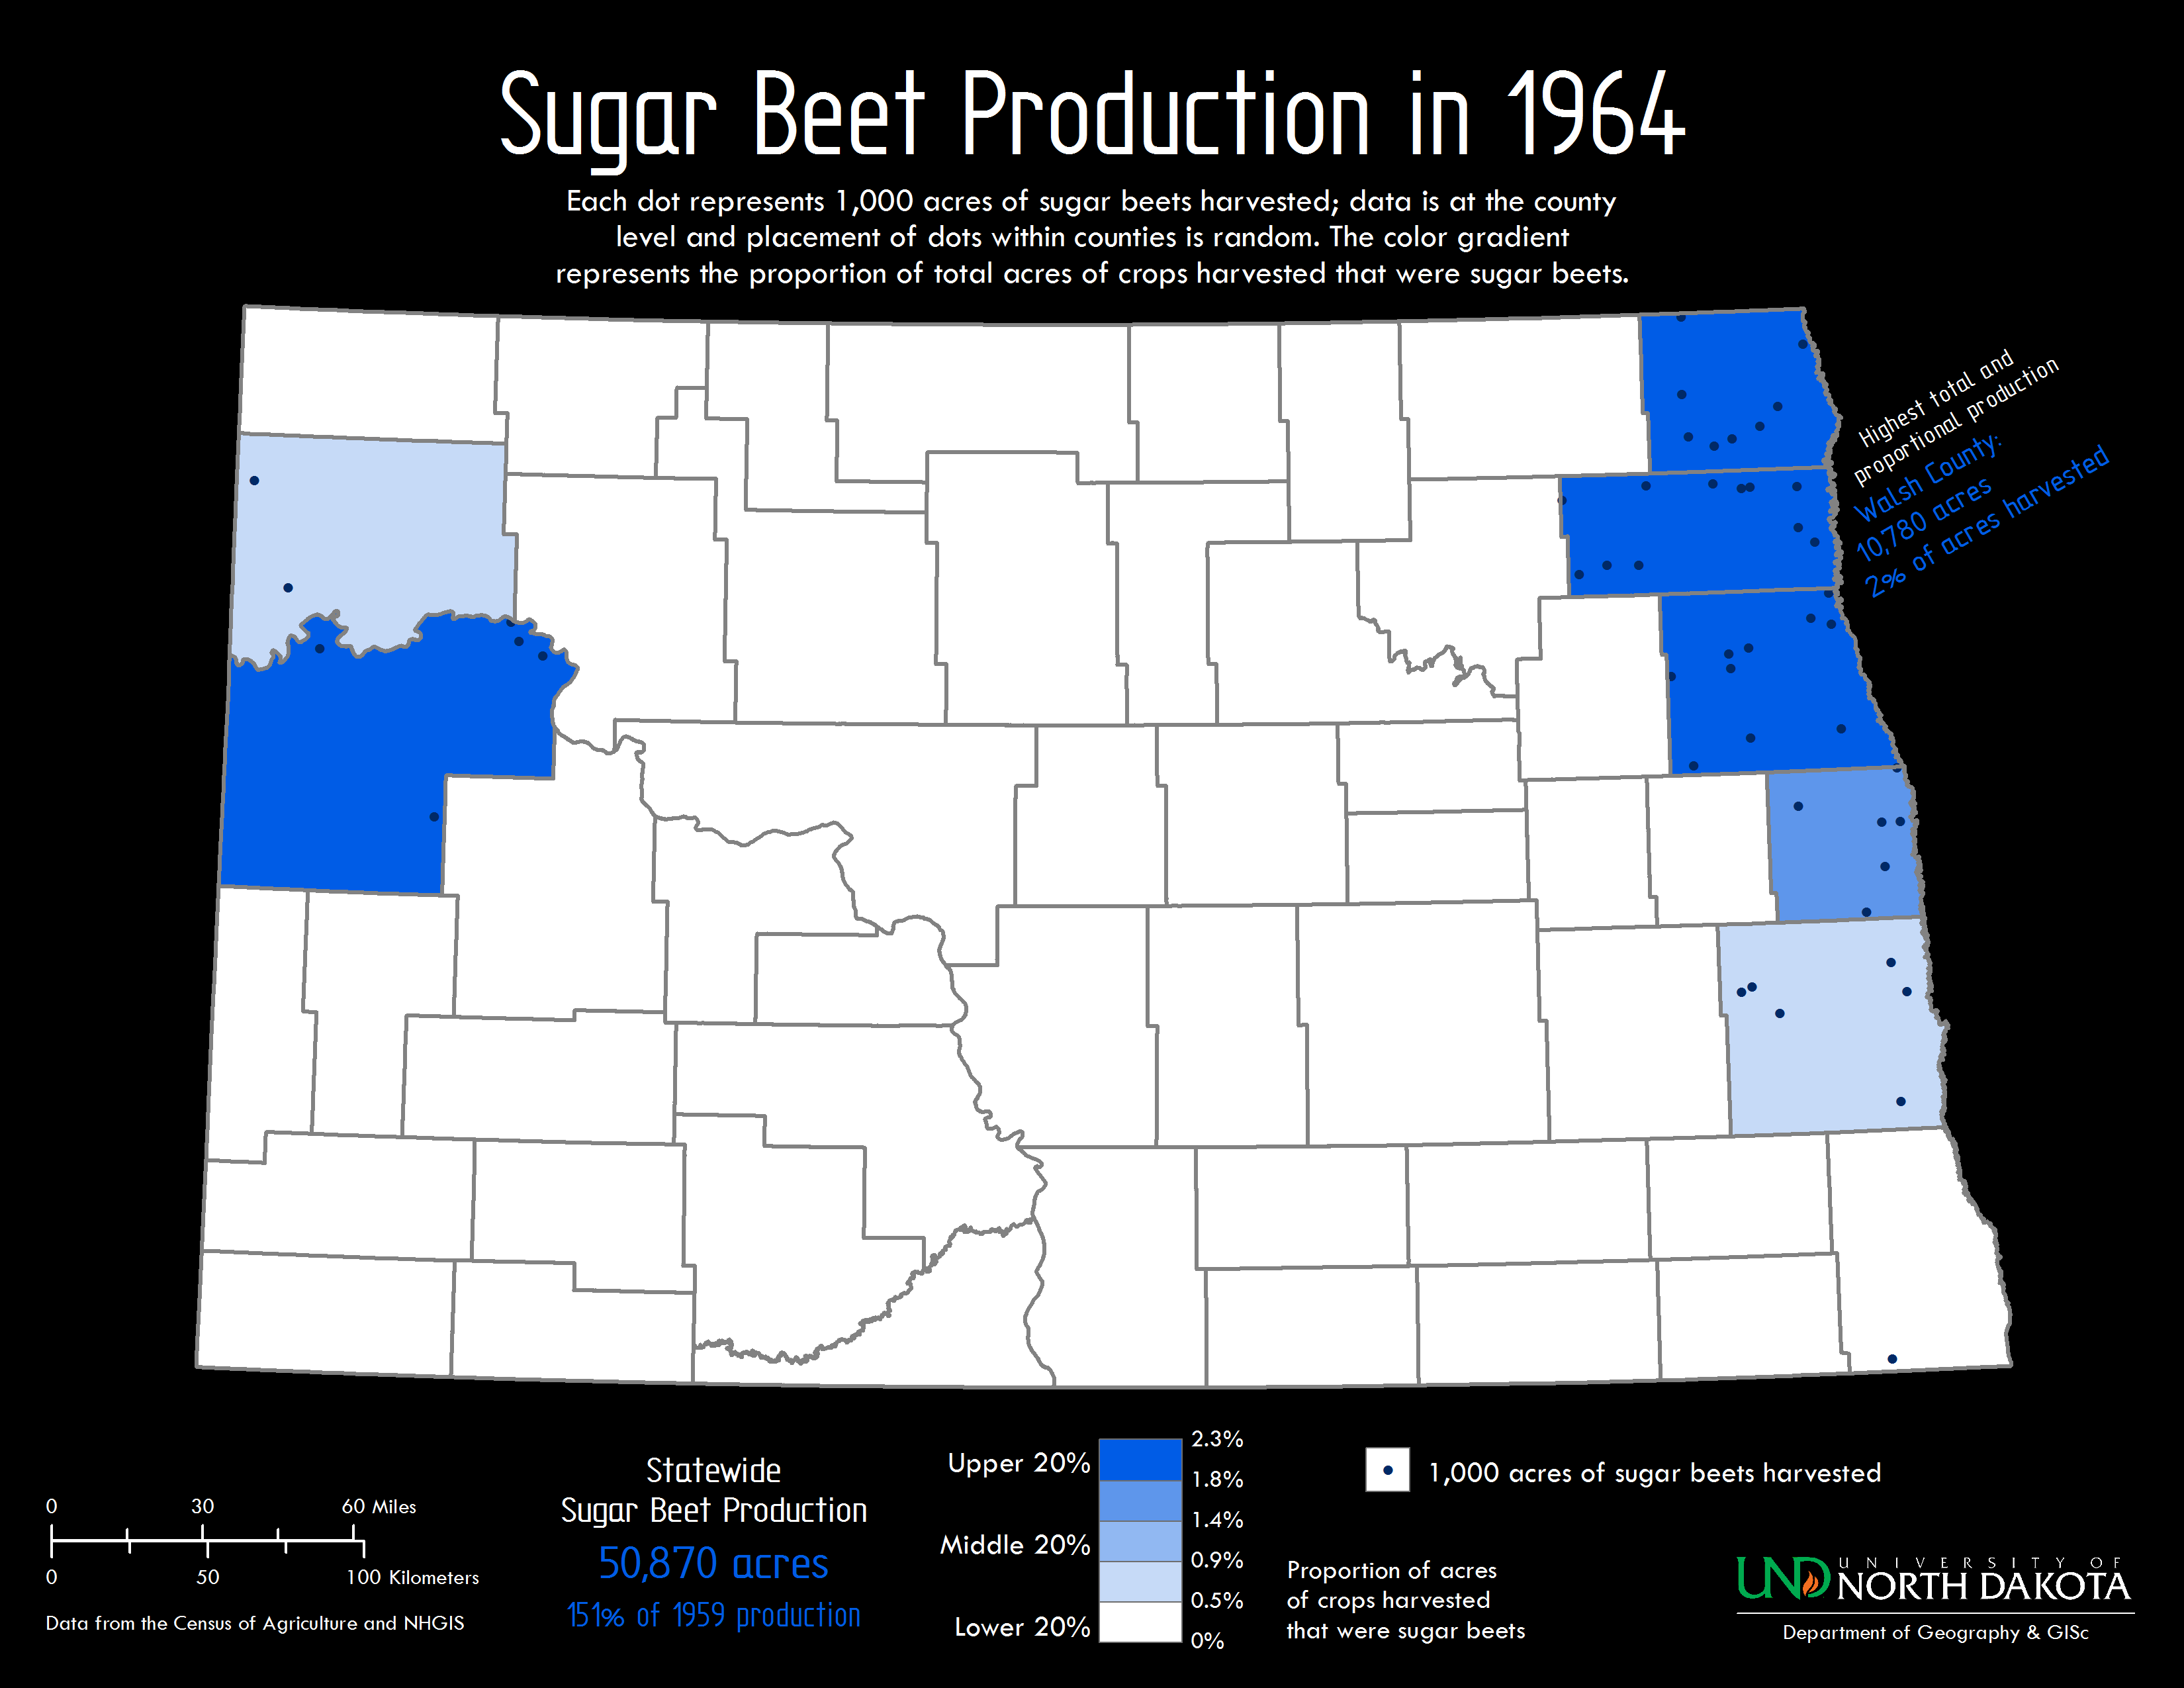 Sugar Beet Production in 1964
Each dot represents 1,000 acres of sugar beets harvested; data is at the county
level and placement of dots within counties is random. The color gradient
represents the proportion of total acres of crops harvested that were sugar beets.
Highest total and
proportional production
Walsh County:
10,780 acres
2% of acres harvested
0 30 60 Miles
0 50 100 Kilometers
Data from the Census of Agriculture and NHGIS
Statewide
Sugar Beet Production
50,870 acres
151% of 1959 production
Upper 20%
Middle 20%
Lower 20%
2.3%
1.8%
1.4%
0.9%
0.5%
0%
1,000 acres of sugar beets harvested
Proportion of acres
of crops harvested
that were sugar beets
UND
UNIVERSITY OF
NORTH DAKOTA
Department of Geography & GISc